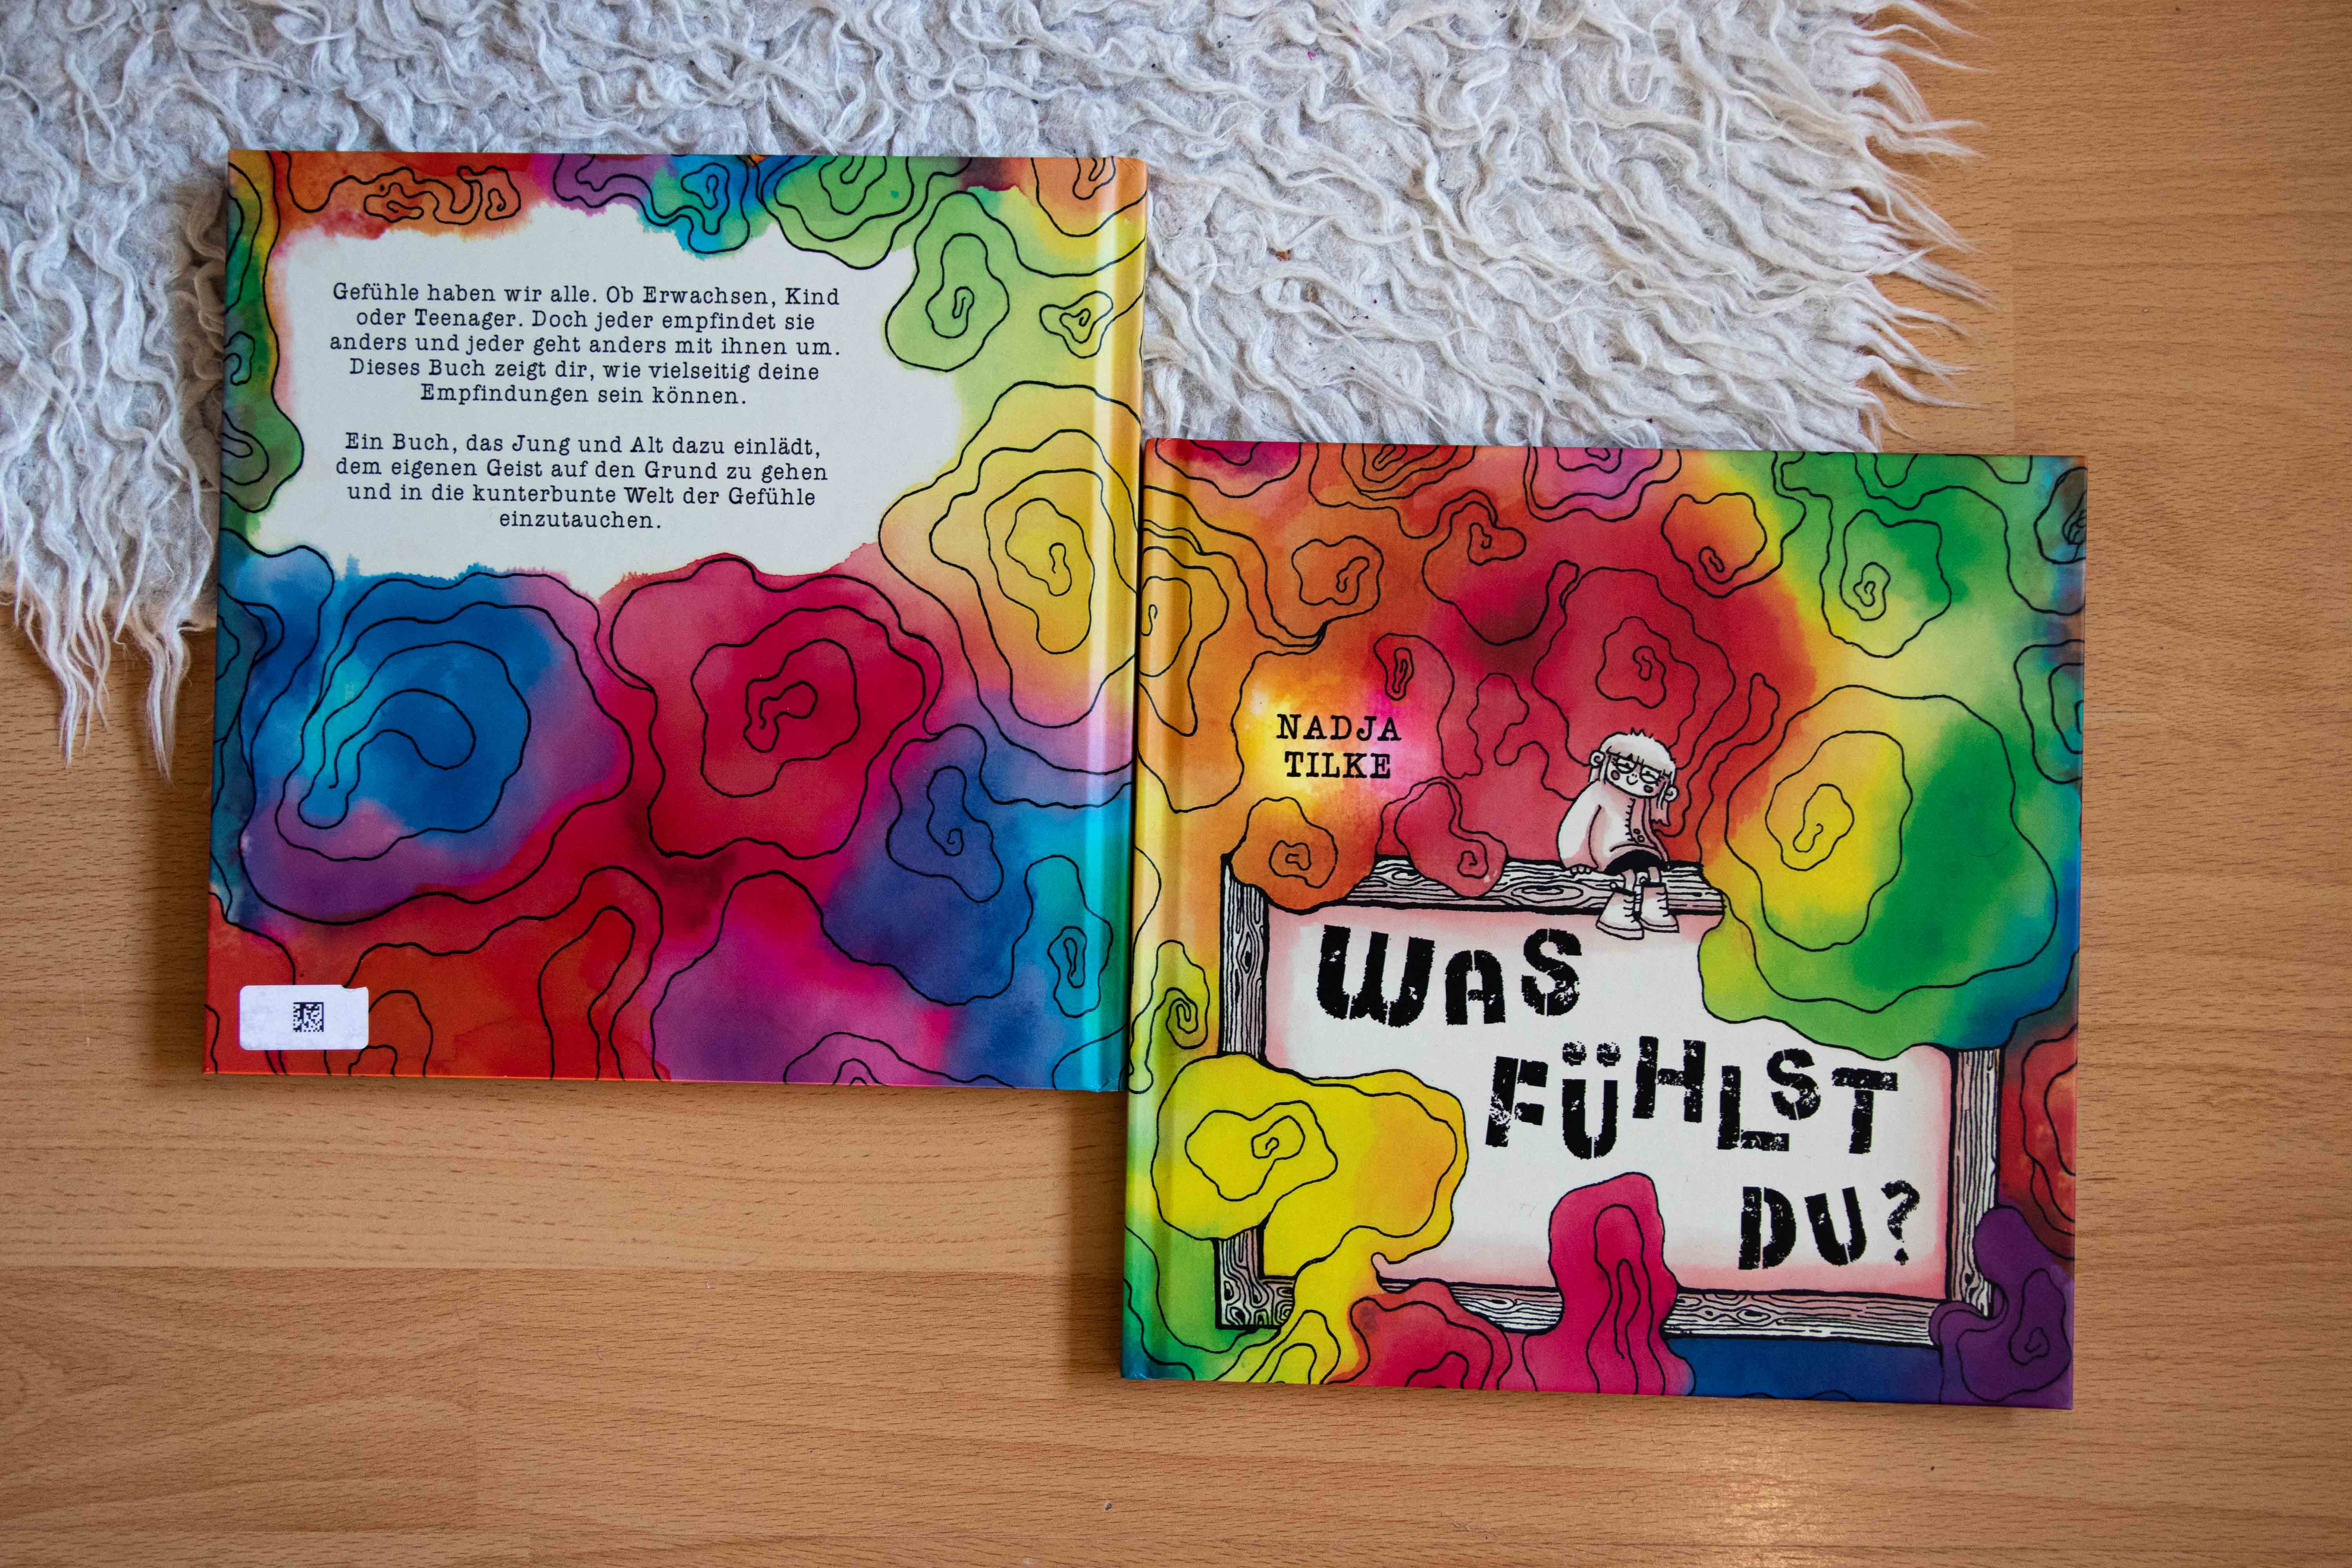 Gefühle haben wir alle. Ob Erwachsen, Kind
oder Teenager. Doch jeder empfindet sie
anders und jeder geht anders mit ihnen um.
Dieses Buch zeigt dir, wie vielseitig deine
Empfindungen sein können.
Ein Buch, das Jung und Alt dazu einlädt,
dem eigenen Geist auf den Grund zu gehen
und in die kunterbunte Welt der Gefühle
einzutauchen.
NADJA
TILKE
WAS
FÜHLST
DU?